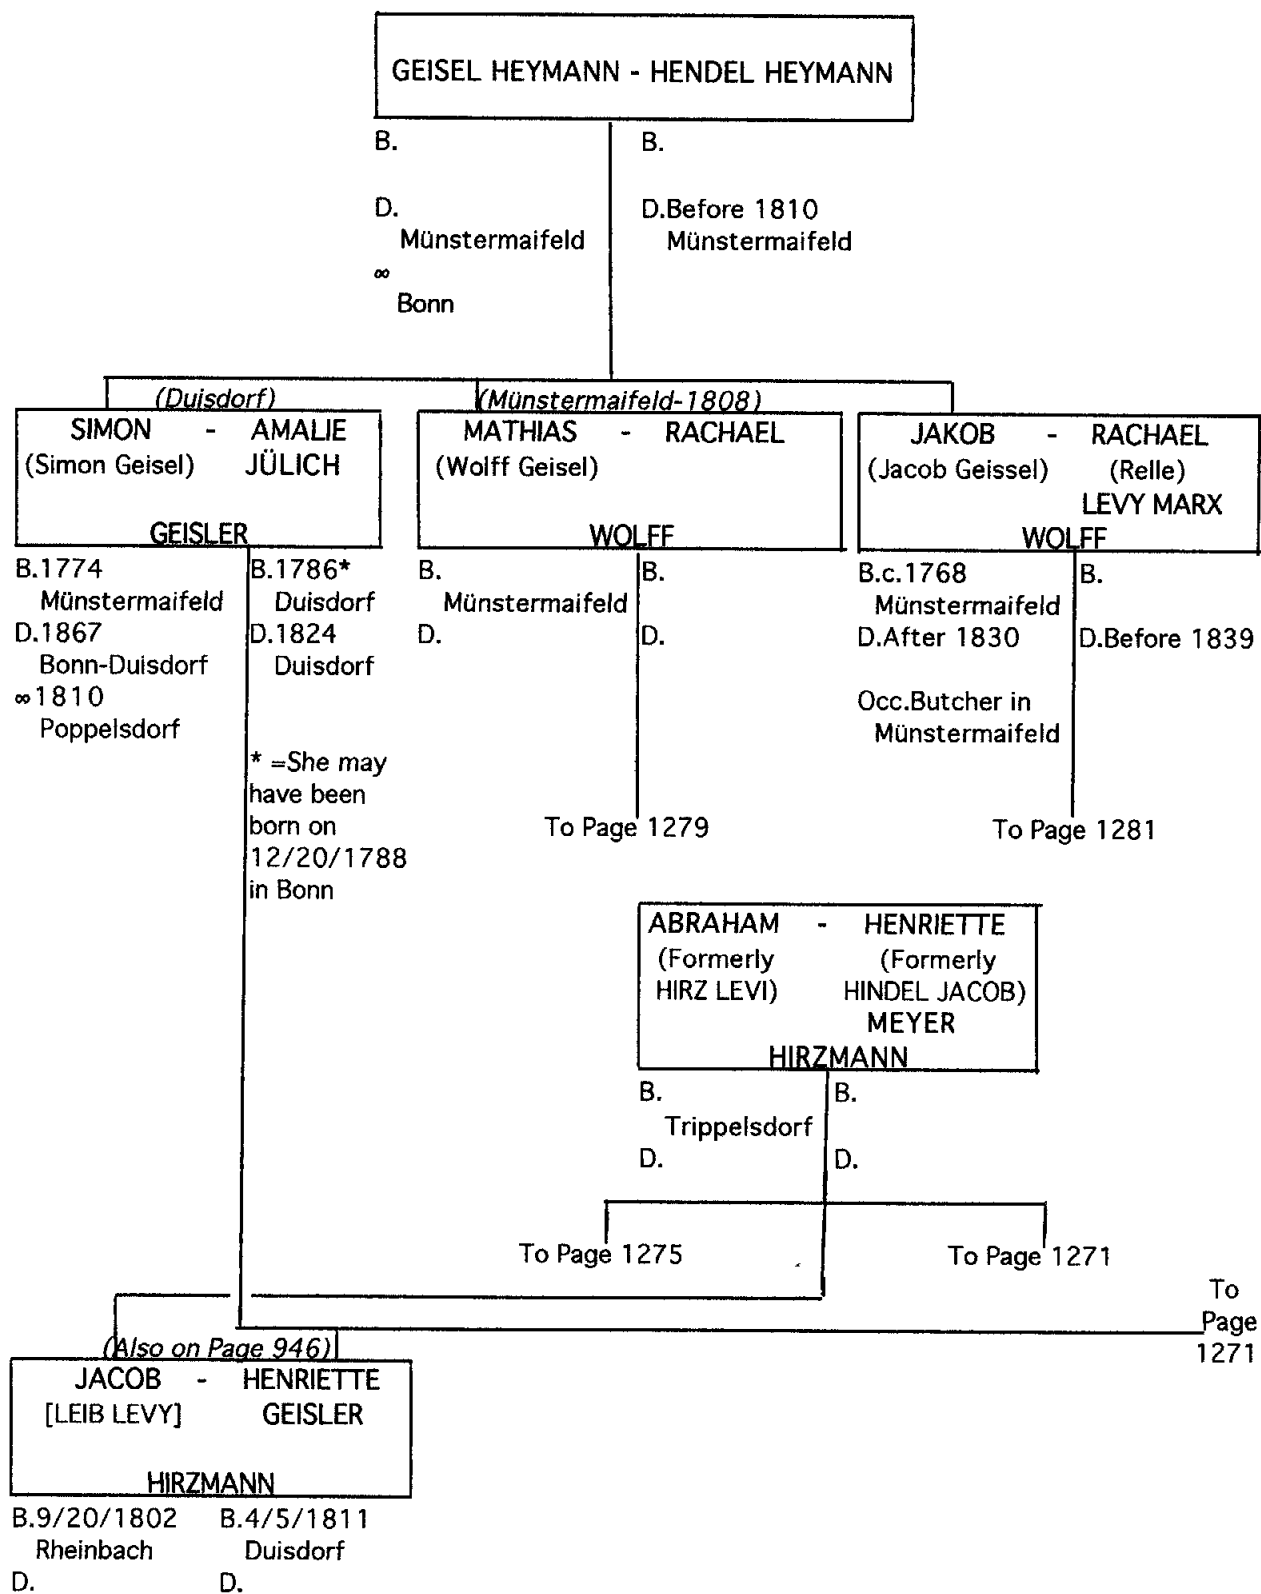 GEISEL HEYMANN - HENDEL HEYMANN
B.
D.
Münstermaifeld
∞
Bonn
B.
D.Before 1810
Münstermaifeld
(Duisdorf)
SIMON - AMALIE
(Simon Geisel) JÜLICH
GEISLER
B.1774
Münstermaifeld
D.1867
Bonn-Duisdorf
∞1810
Poppelsdorf
B.1786*
Duisdorf
D.1824
Duisdorf
* =She may
have been
born on
12/20/1788
in Bonn
(Münstermaifeld-1808)
MATHIAS - RACHAEL
(Wolff Geisel)
WOLFF
B.
Münstermaifeld
D.
B.
D.
To Page 1279
JAKOB - RACHAEL
(Jacob Geissel) (Relle)
LEVY MARX
WOLFF
B.c.1768
Münstermaifeld
D.After 1830
Occ.Butcher in
Münstermaifeld
B.
D.Before 1839
To Page 1281
ABRAHAM - HENRIETTE
(Formerly (Formerly
HIRZ LEVI) HINDEL JACOB)
MEYER
HIRZMANN
B.
Trippelsdorf
D.
B.
D.
To Page 1275
To Page 1271
To
Page
1271
(Also on Page 946)
JACOB - HENRIETTE
[LEIB LEVY] GEISLER
HIRZMANN
B.9/20/1802
Rheinbach
D.
B.4/5/1811
Duisdorf
D.